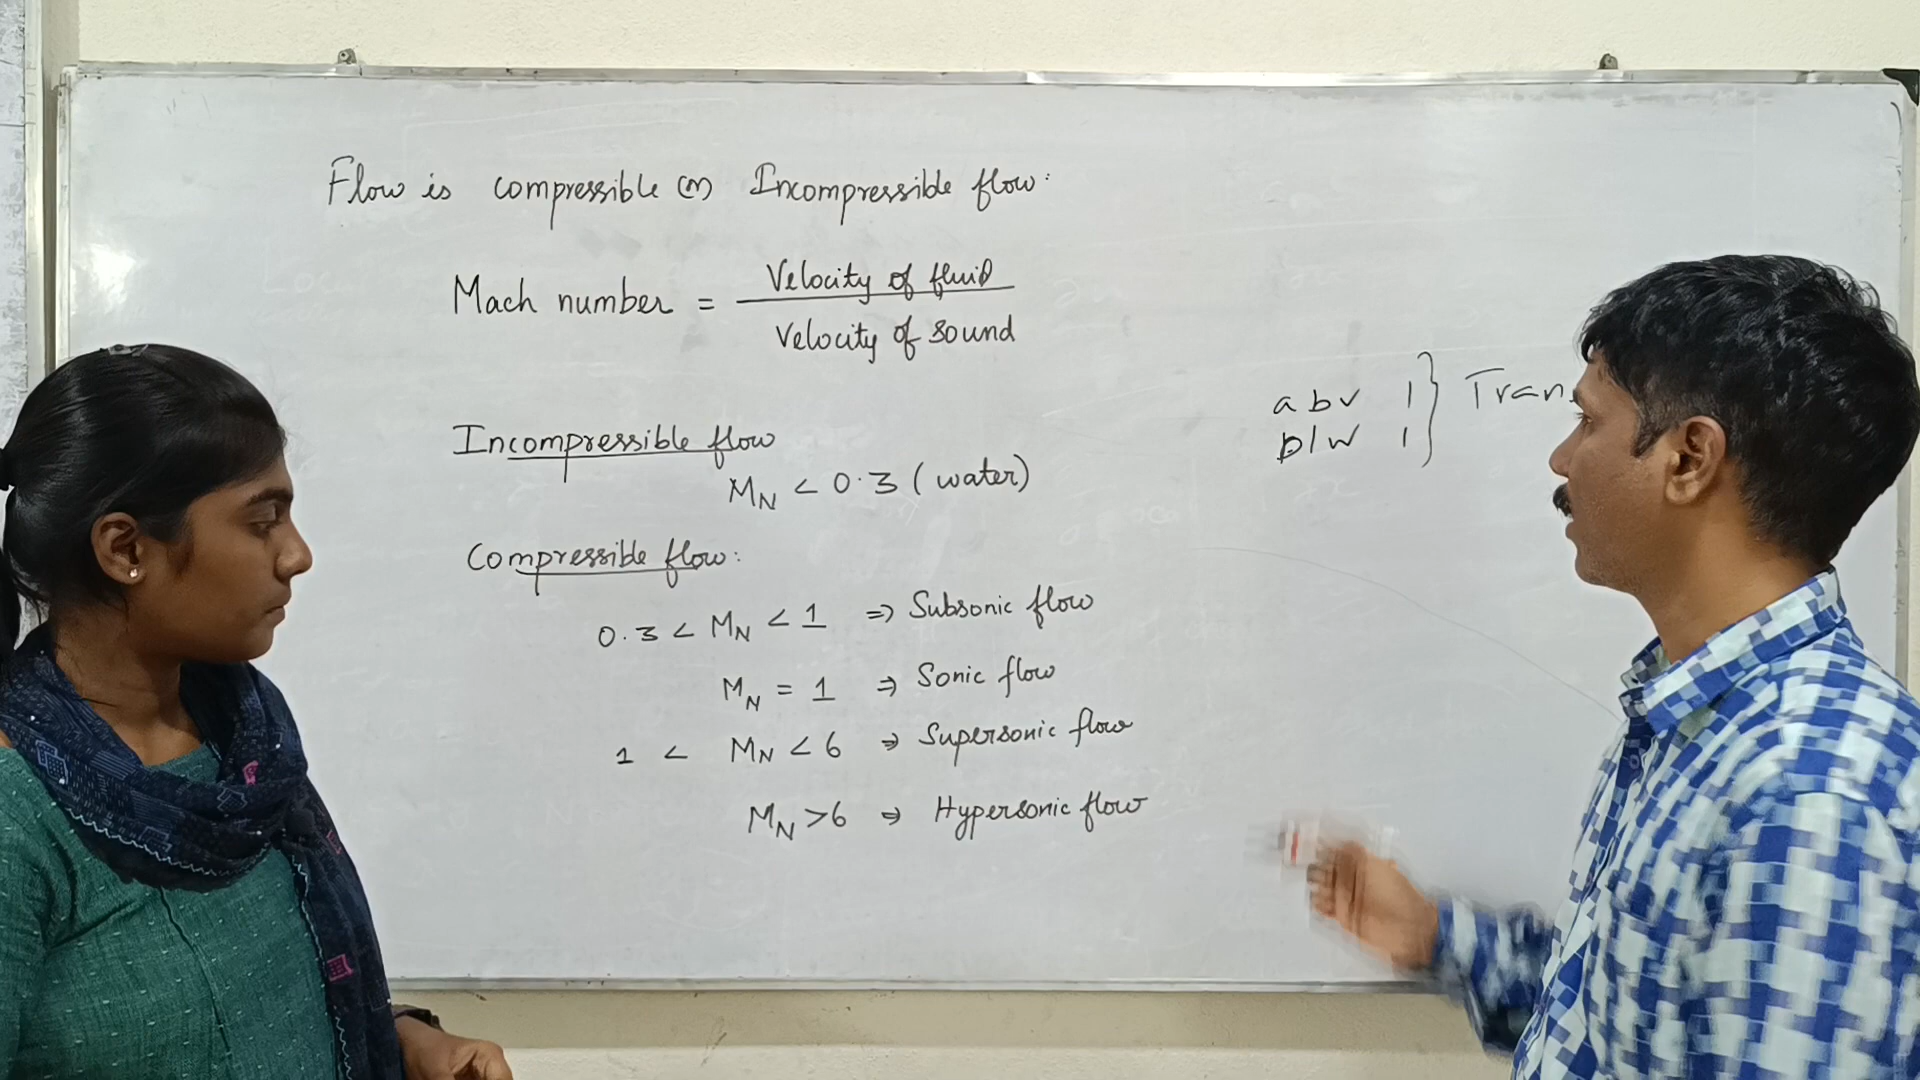 Flow is compressible (or) Incompressible flow:
Mach number = Velocity of fluid / Velocity of sound
Incompressible flow
M_N < 0.3 (water)
Compressible flow:
0.3 < M_N < 1 => Subsonic flow
M_N = 1 => Sonic flow
1 < M_N < 6 => Supersonic flow
M_N > 6 => Hypersonic flow
abv 1 } Trans
blw 1